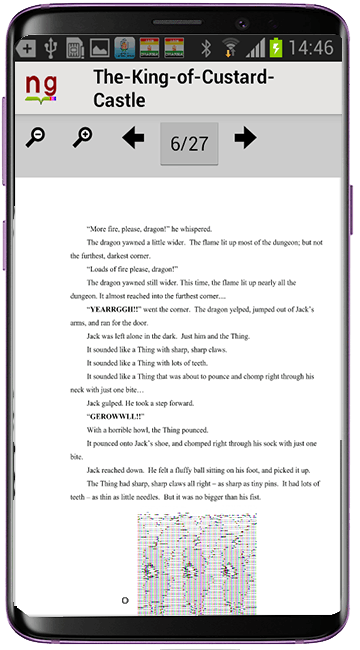 14:46
ng
The-King-of-Custard-
Castle
6/27
“More fire, please, dragon!” he whispered.
The dragon yawned a little wider. The flame lit up most of the dungeon; but not
the furthest, darkest corner.
“Loads of fire please, dragon!”
The dragon yawned still wider. This time, the flame lit up nearly all the
dungeon. It almost reached into the furthest corner....
“YEARRGGH!!” went the corner. The dragon yelped, jumped out of Jack’s
arms, and ran for the door.
Jack was left alone in the dark. Just him and the Thing.
It sounded like a Thing with sharp, sharp claws.
It sounded like a Thing with lots of teeth.
It sounded like a Thing that was about to pounce and chomp right through his
neck with just one bite…
Jack gulped. He took a step forward.
“GEROWWLL!!”
With a horrible howl, the Thing pounced.
It pounced onto Jack’s shoe, and chomped right through his sock with just one
bite.
Jack reached down. He felt a fluffy ball sitting on his foot, and picked it up.
The Thing had sharp, sharp claws all right – as sharp as tiny pins. It had lots of
teeth – as thin as little needles. But it was no bigger than his fist.